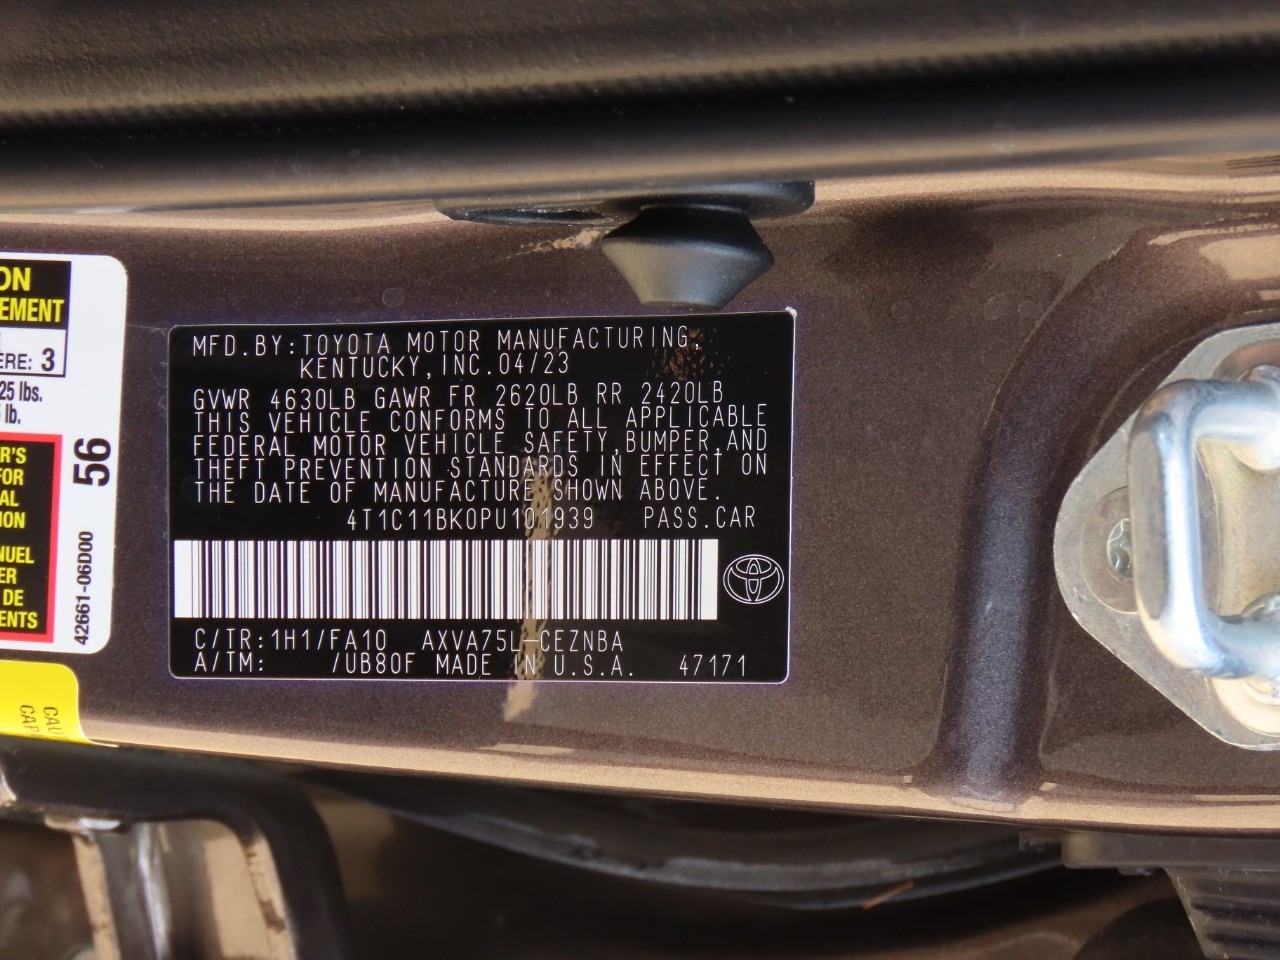 ON
EMENT
ERE: 3
25 lbs.
lb.
R'S
FOR
AL
ION
NUEL
ER
DE
ENTS
56
42661-06D00
CAU
CAP
MFD.BY:TOYOTA MOTOR MANUFACTURING,
KENTUCKY,INC.04/23
GVWR 4630LB GAWR FR 2620LB RR 2420LB
THIS VEHICLE CONFORMS TO ALL APPLICABLE
FEDERAL MOTOR VEHICLE SAFETY,BUMPER,AND
THEFT PREVENTION STANDARDS IN EFFECT ON
THE DATE OF MANUFACTURE SHOWN ABOVE.
4T1C11BK0PU101939 PASS.CAR
C/TR:1H1/FA10 AXVA75L-CEZNBA
A/TM: /UB80F MADE IN U.S.A. 47171